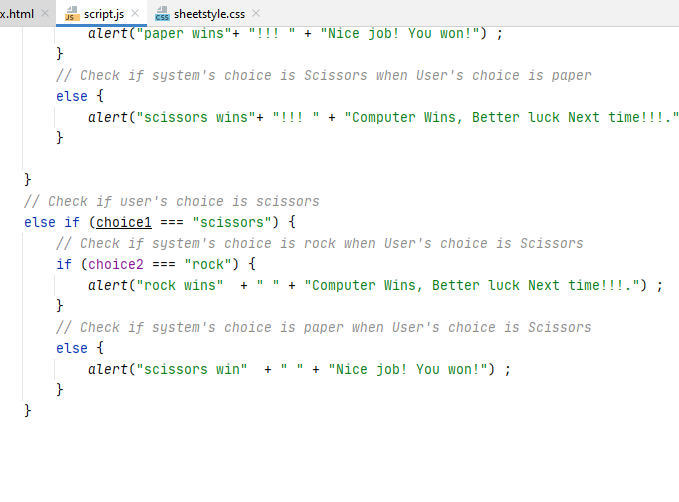 x.html
JS script.js
CSS sheetstyle.css
alert("paper wins"+ "!!! " + "Nice job! You won!") ;
}
// Check if system's choice is Scissors when User's choice is paper
else {
alert("scissors wins"+ "!!! " + "Computer Wins, Better luck Next time!!!."
}
}
// Check if user's choice is scissors
else if (choice1 === "scissors") {
// Check if system's choice is rock when User's choice is Scissors
if (choice2 === "rock") {
alert("rock wins"  + " " + "Computer Wins, Better luck Next time!!!.") ;
}
// Check if system's choice is paper when User's choice is Scissors
else {
alert("scissors win"  + " " + "Nice job! You won!") ;
}
}